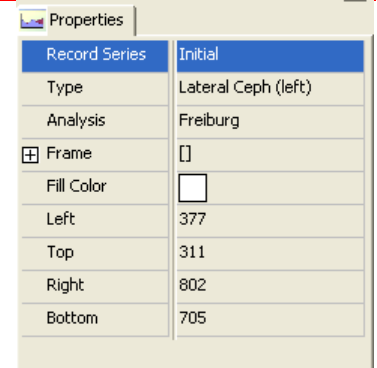 Properties
Record Series Initial
Type Lateral Ceph (left)
Analysis Freiburg
Frame []
Fill Color
Left 377
Top 311
Right 802
Bottom 705